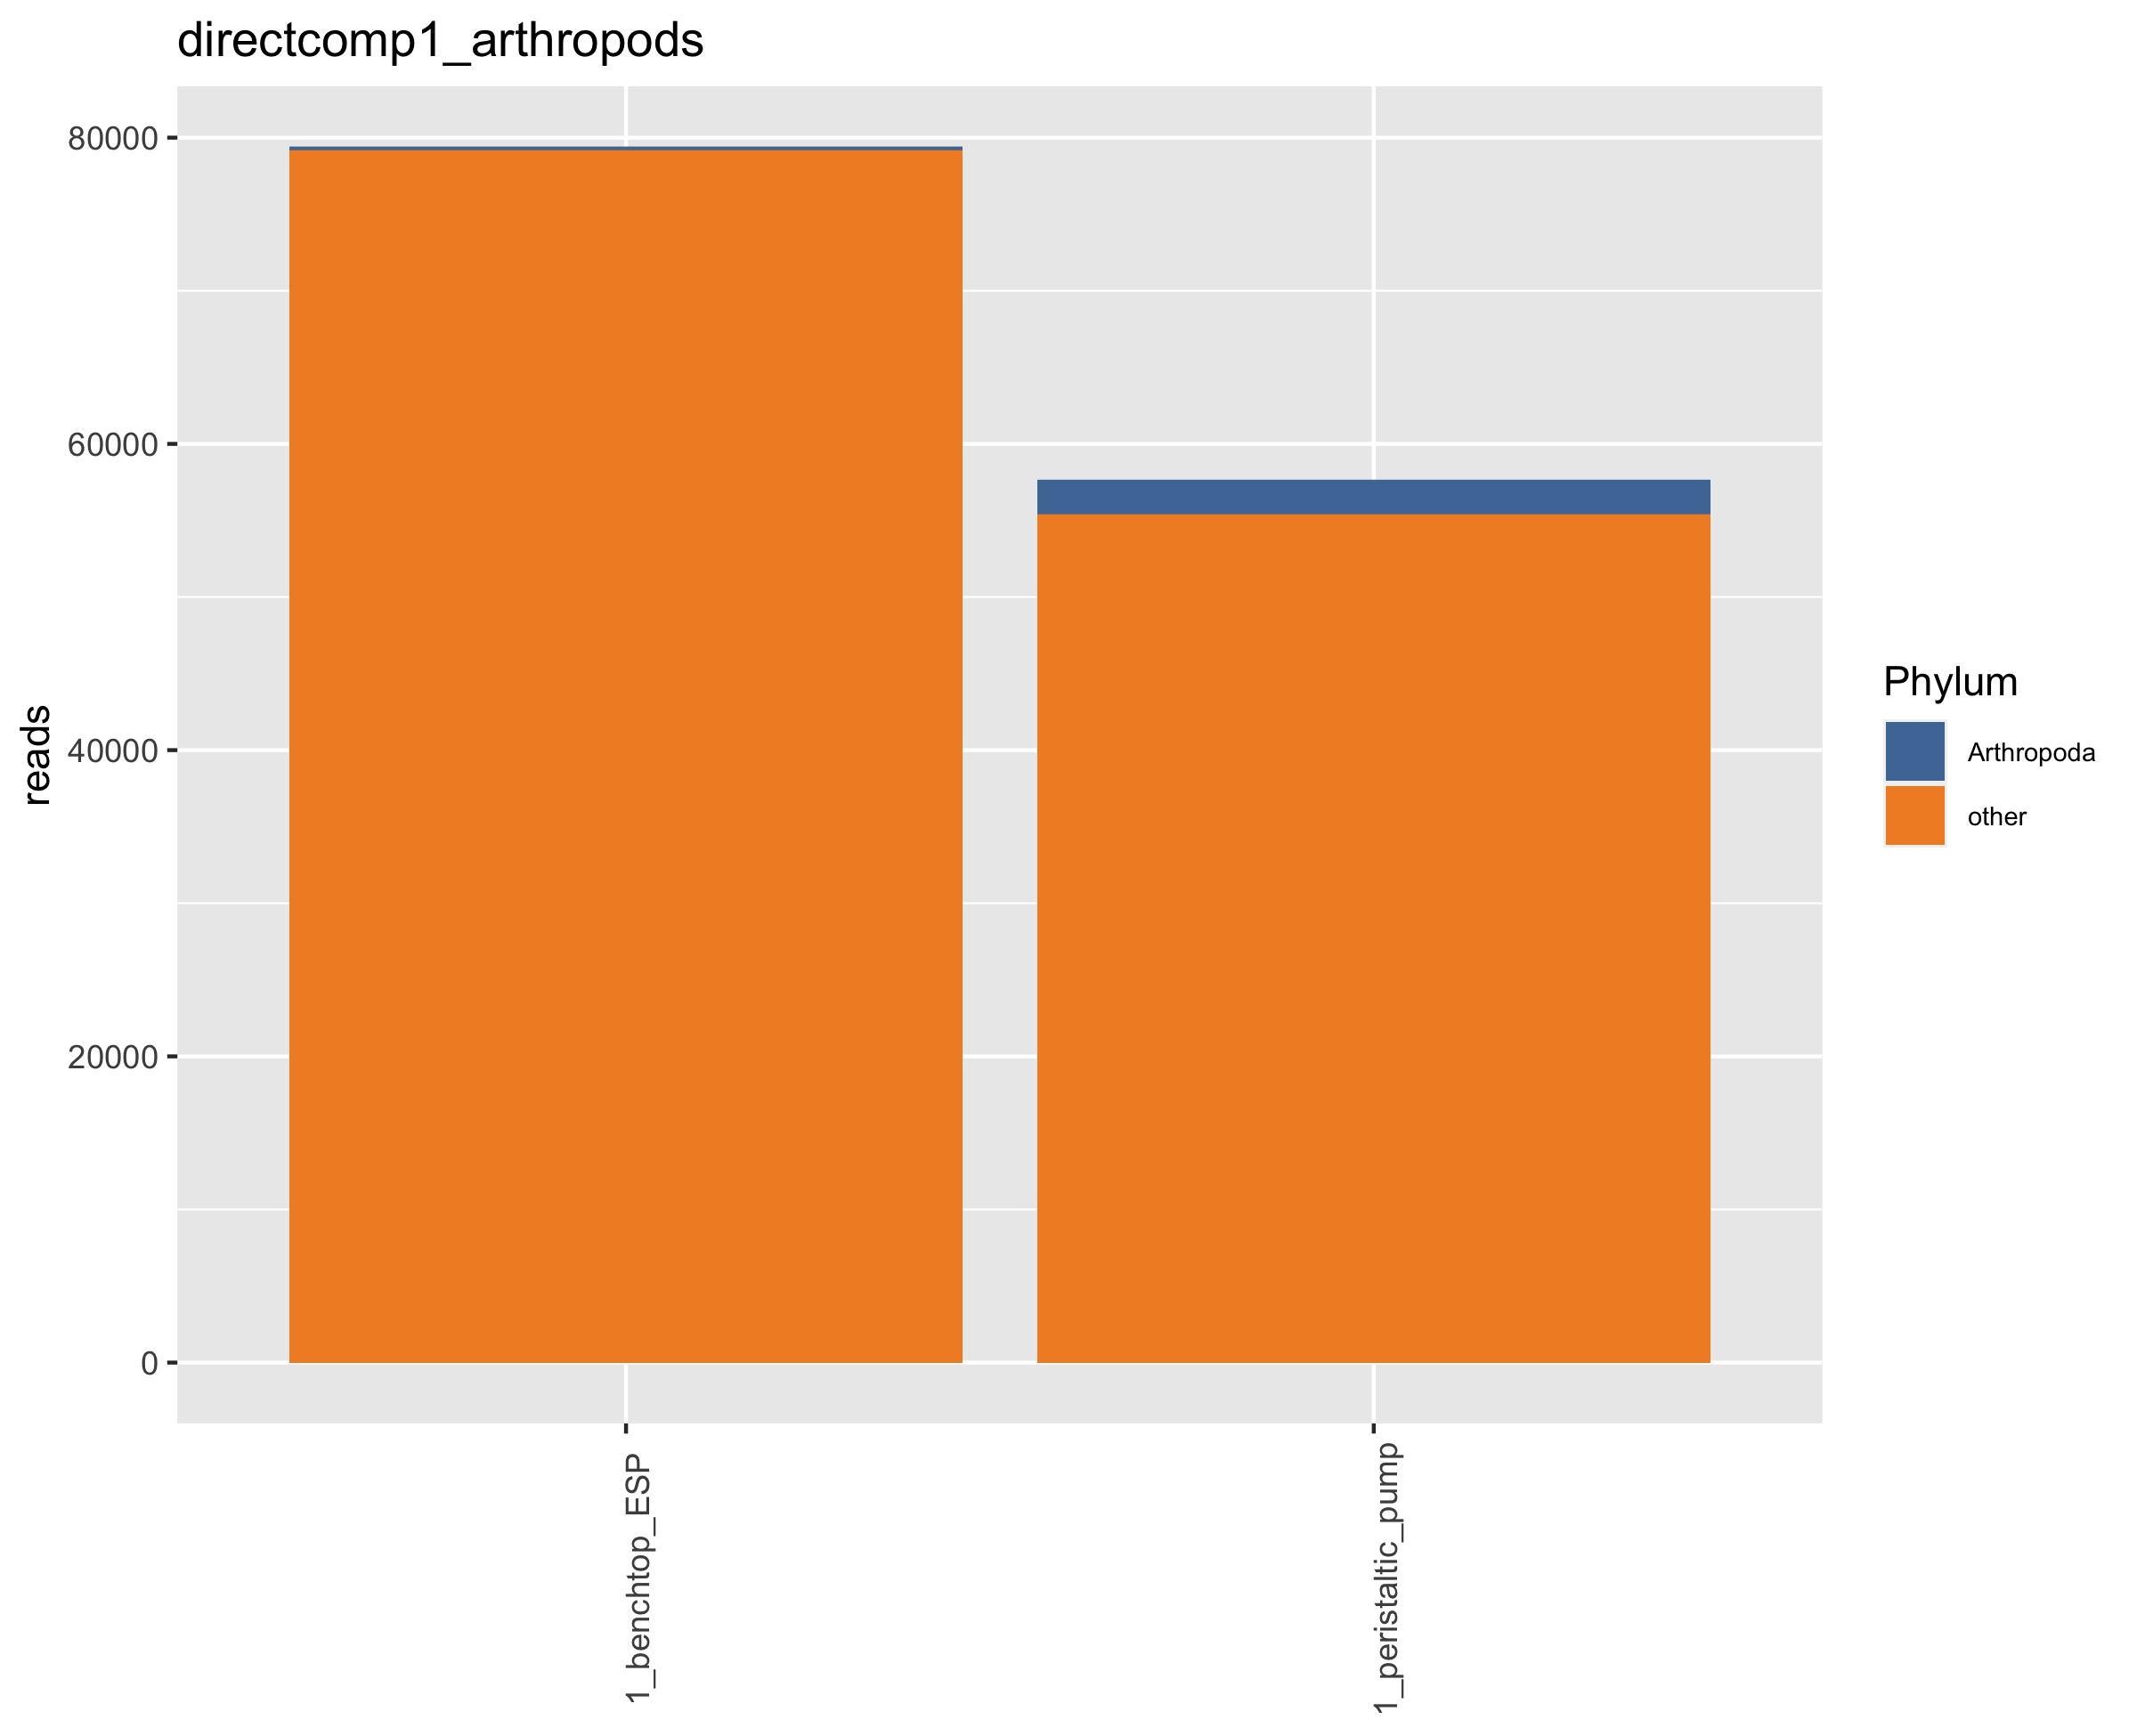 directcomp1_arthropods
80000
60000
40000
20000
0
reads
1_benchtop_ESP
1_peristaltic_pump
Phylum
Arthropoda
other